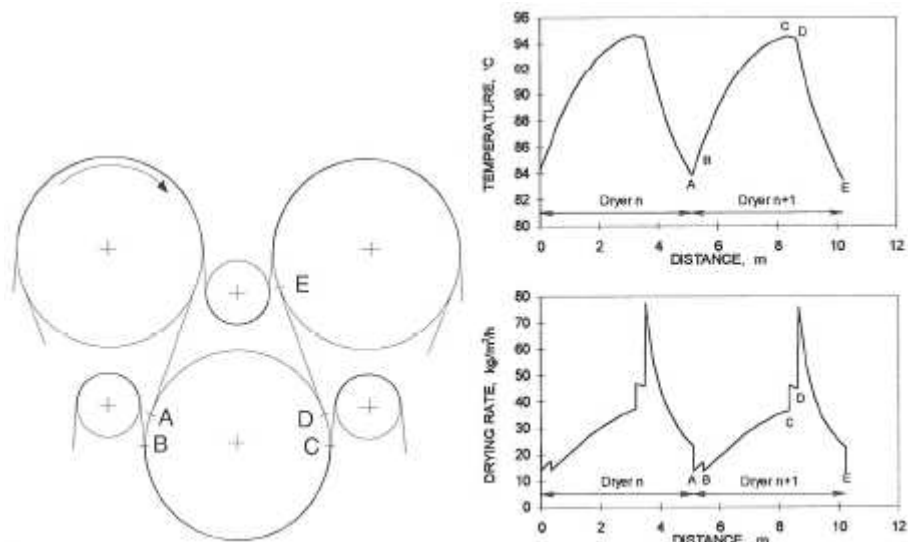 E
A
B
D
C
TEMPERATURE, °C
96
94
92
90
88
86
84
82
80
C
D
B
A
E
Dryer n
Dryer n+1
0
2
4
6
8
10
12
DISTANCE, m
DRYING RATE, kg/m²/h
80
70
60
50
40
30
20
10
0
D
C
A
B
E
Dryer n
Dryer n+1
0
2
4
6
8
10
12
DISTANCE, m